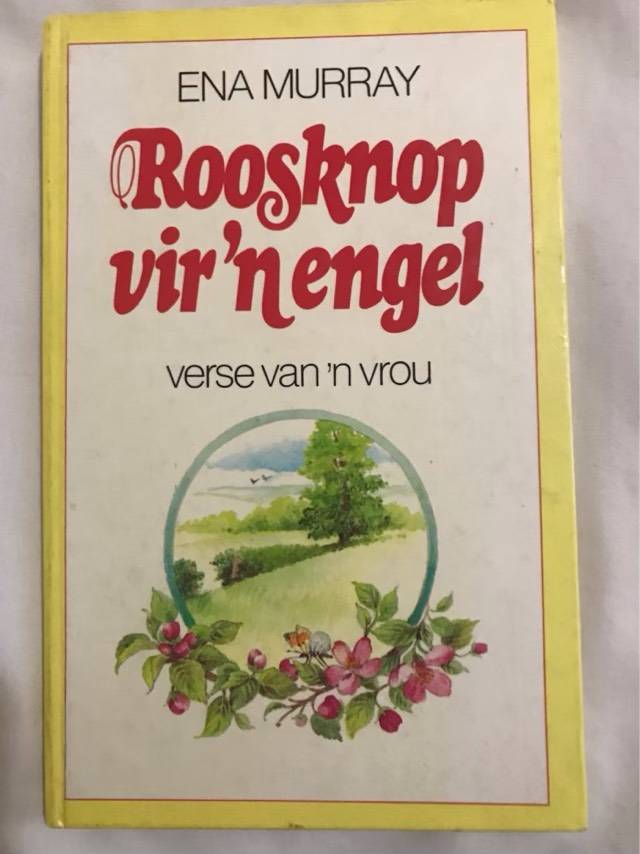 ENA MURRAY
Roosknop
vir 'n engel
verse van 'n vrou